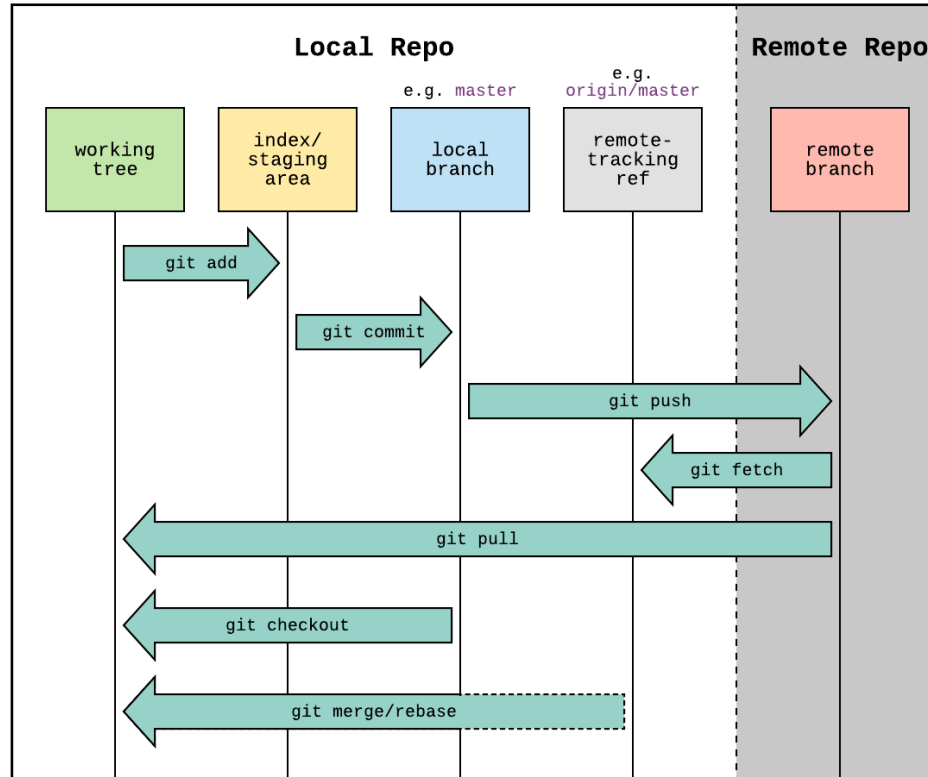 Local Repo
Remote Repo
e.g. master
e.g.
origin/master
working
tree
index/
staging
area
local
branch
remote-
tracking
ref
remote
branch
git add
git commit
git push
git fetch
git pull
git checkout
git merge/rebase